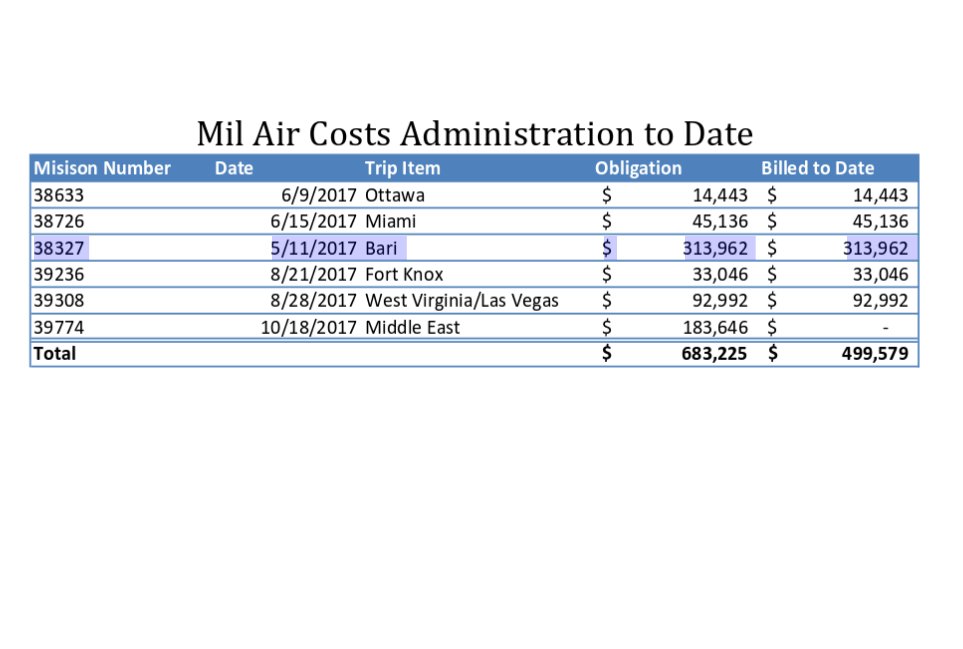 Mil Air Costs Administration to Date
Misison Number Date Trip Item Obligation Billed to Date
38633 6/9/2017 Ottawa $ 14,443 $ 14,443
38726 6/15/2017 Miami $ 45,136 $ 45,136
38327 5/11/2017 Bari $ 313,962 $ 313,962
39236 8/21/2017 Fort Knox $ 33,046 $ 33,046
39308 8/28/2017 West Virginia/Las Vegas $ 92,992 $ 92,992
39774 10/18/2017 Middle East $ 183,646 $ -
Total $ 683,225 $ 499,579